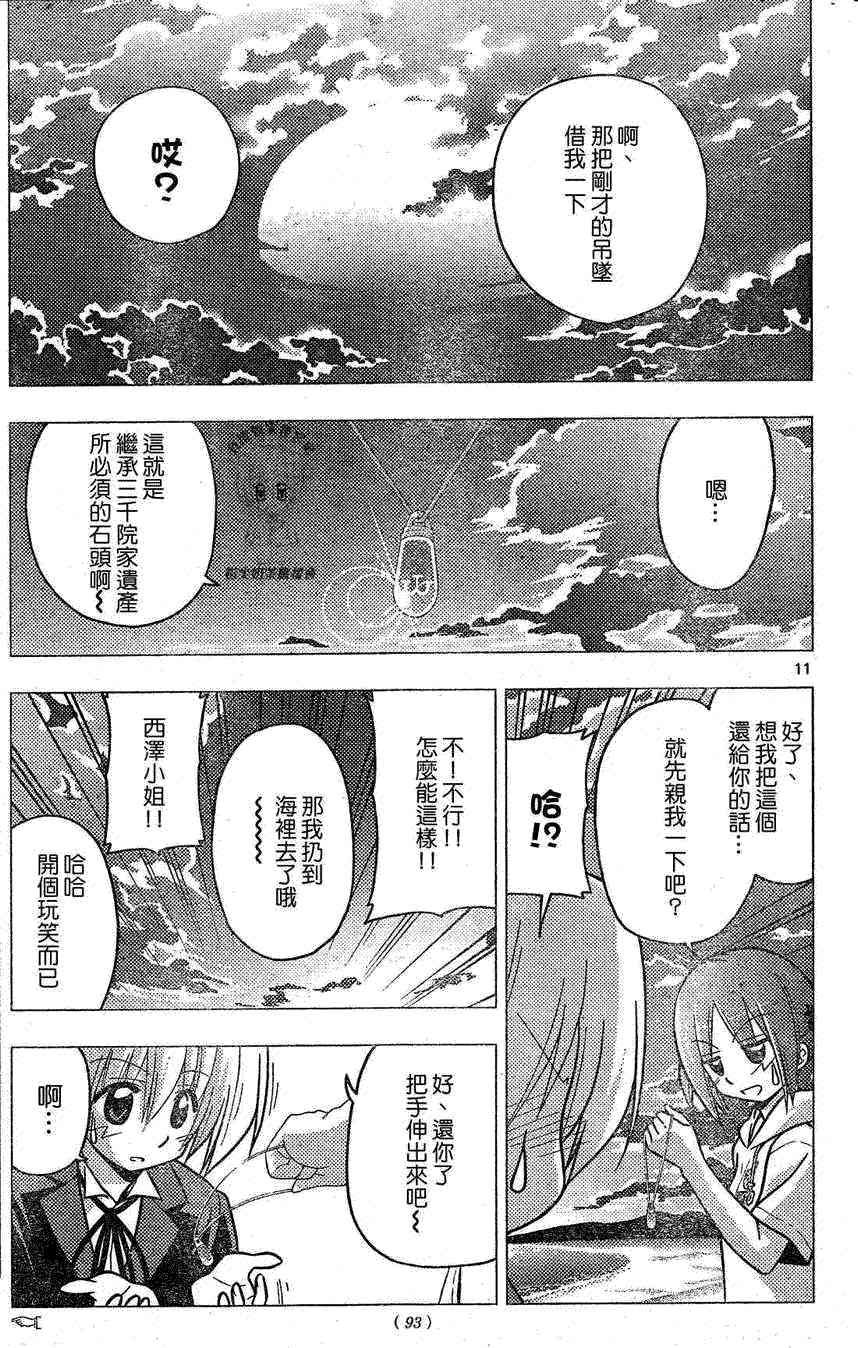 啊、
那把剛才的吊墜
借我一下
哎?
嗯…
這就是
繼承三千院家遺產
所必須的石頭啊~
11
好了、
想我把這個
還給你的話…
就先親我一下吧?
哈!?
不!不行!!
怎麼能這樣!!
那我扔到
海裡去了哦
~~~~
西澤小姐!!
哈哈
開個玩笑而已
好、還你了
把手伸出來吧~
啊…
(93)